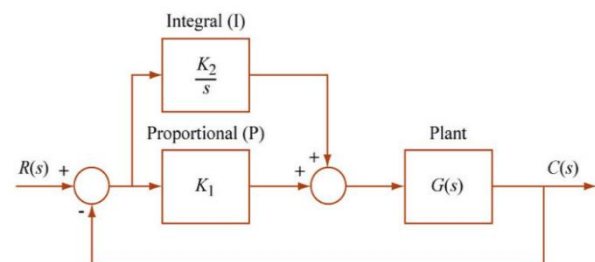 Integral (I)
K₂
s
Proportional (P)
Plant
R(s) + 
K₁
+
+
G(s)
C(s)
-